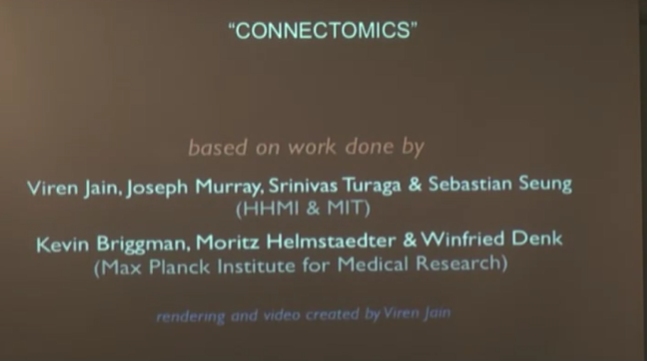 “CONNECTOMICS”
based on work done by
Viren Jain, Joseph Murray, Srinivas Turaga & Sebastian Seung
(HHMI & MIT)
Kevin Briggman, Moritz Helmstaedter & Winfried Denk
(Max Planck Institute for Medical Research)
rendering and video created by Viren Jain